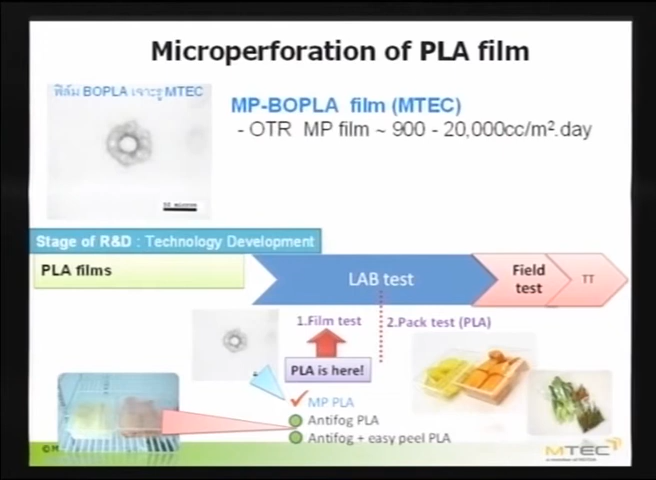 Microperforation of PLA film
ฟิล์ม BOPLA เจาะรู MTEC
MP-BOPLA film (MTEC)
- OTR MP film ~ 900 - 20,000cc/m².day
Stage of R&D : Technology Development
PLA films
LAB test
Field
test
TT
1.Film test
2.Pack test (PLA)
PLA is here!
MP PLA
Antifog PLA
Antifog + easy peel PLA
MTEC